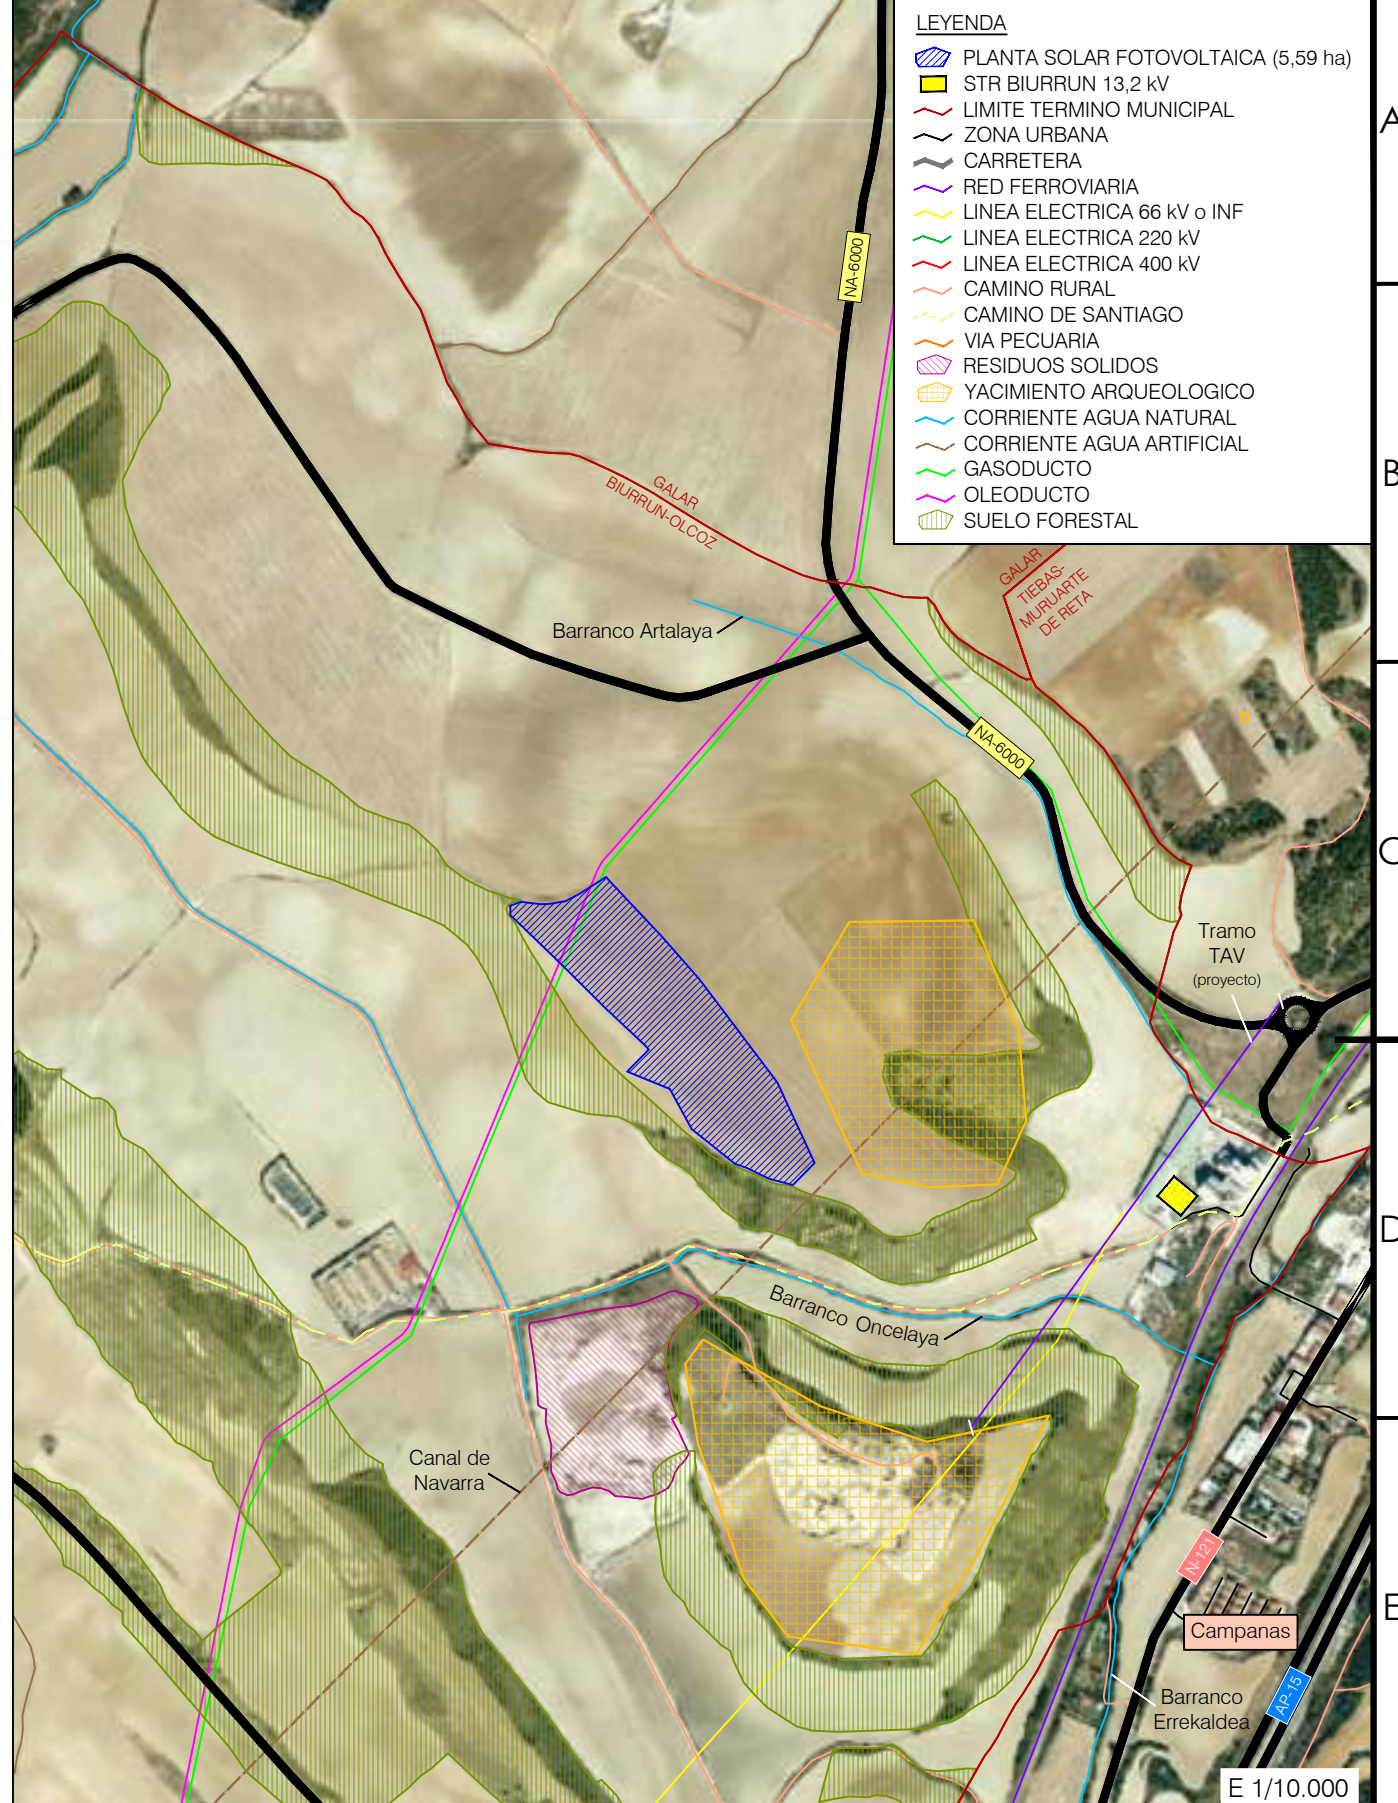 LEYENDA
PLANTA SOLAR FOTOVOLTAICA (5,59 ha)
STR BIURRUN 13,2 kV
LIMITE TERMINO MUNICIPAL
ZONA URBANA
CARRETERA
RED FERROVIARIA
LINEA ELECTRICA 66 kV o INF
LINEA ELECTRICA 220 kV
LINEA ELECTRICA 400 kV
CAMINO RURAL
CAMINO DE SANTIAGO
VIA PECUARIA
RESIDUOS SOLIDOS
YACIMIENTO ARQUEOLOGICO
CORRIENTE AGUA NATURAL
CORRIENTE AGUA ARTIFICIAL
GASODUCTO
OLEODUCTO
SUELO FORESTAL
A
B
C
D
E
NA-6000
GALAR
BIURRUN-OLCOZ
GALAR
TIEBAS-
MURUARTE
DE RETA
Barranco Artalaya
NA-6000
Tramo
TAV
(proyecto)
Barranco Oncelaya
Canal de
Navarra
N-121
Campanas
AP-15
Barranco
Errekaldea
E 1/10.000